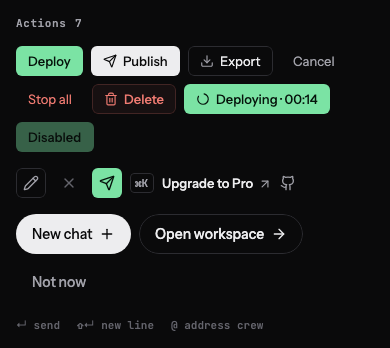 Actions 7
Deploy Publish Export Cancel
Stop all Delete Deploying · 00:14
Disabled
⌘K Upgrade to Pro ↗
New chat + Open workspace →
Not now
↵ send ⇧↵ new line @ address crew